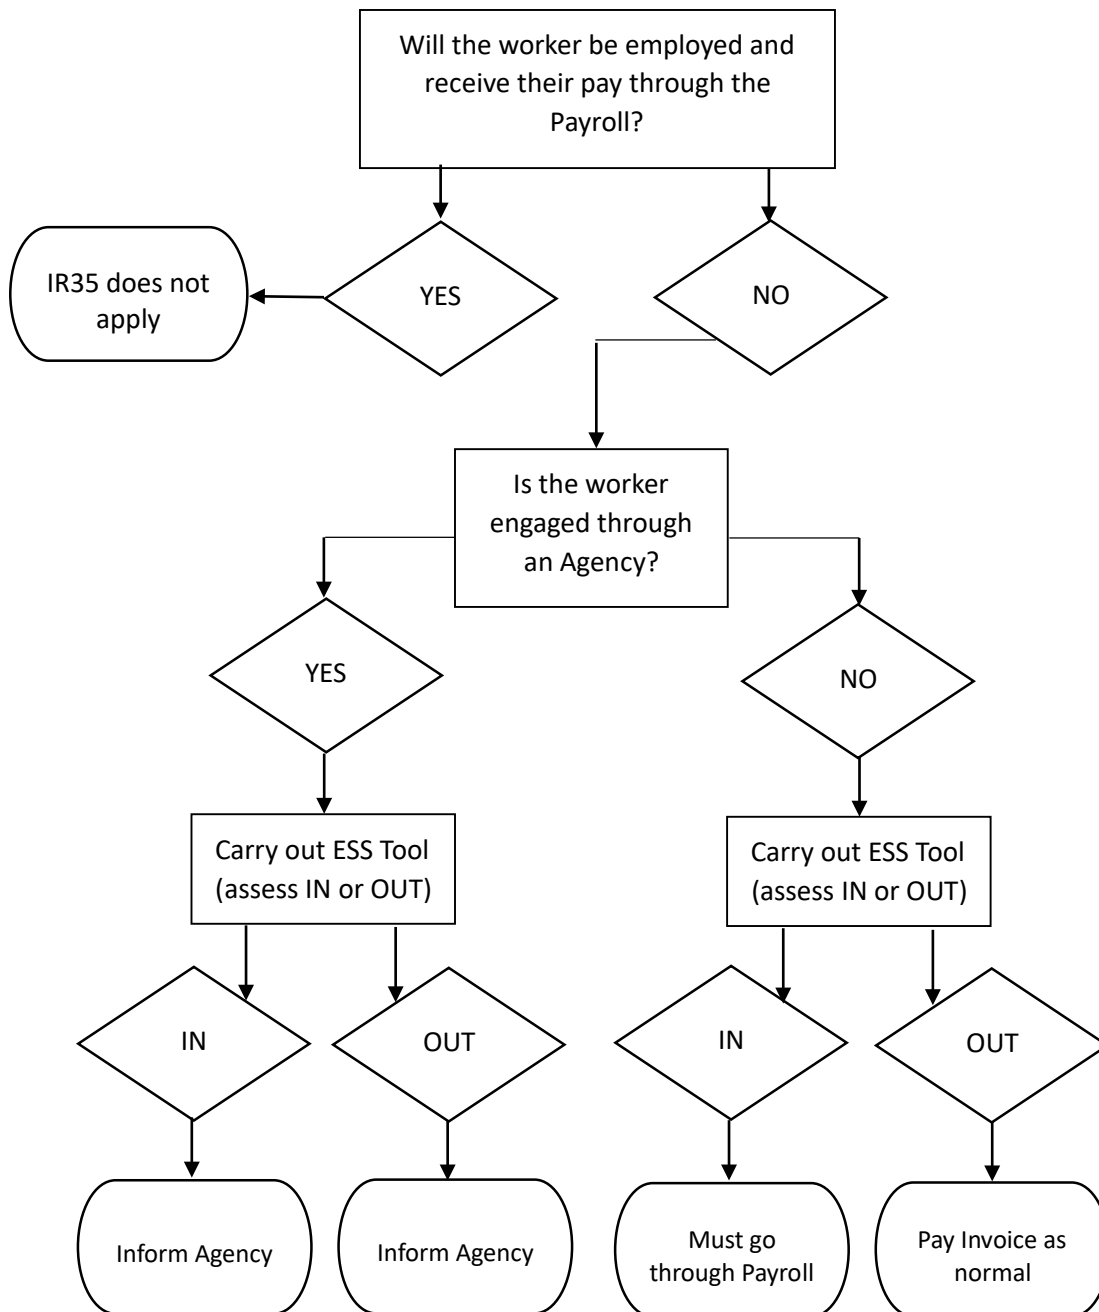 Will the worker be employed and
receive their pay through the
Payroll?
IR35 does not
apply
YES
NO
Is the worker
engaged through
an Agency?
YES
NO
Carry out ESS Tool
(assess IN or OUT)
Carry out ESS Tool
(assess IN or OUT)
IN
OUT
IN
OUT
Inform Agency
Inform Agency
Must go
through Payroll
Pay Invoice as
normal